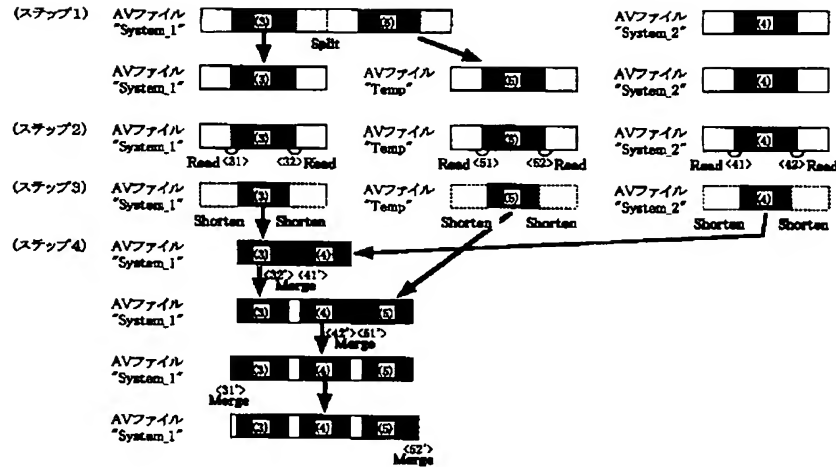 (ステップ1) AVファイル "System_1" (3) Split (5) AVファイル "System_2" (4)
AVファイル "System_1" (3) AVファイル "Temp" (5) AVファイル "System_2" (4)
(ステップ2) AVファイル "System_1" (3) AVファイル "Temp" (5) AVファイル "System_2" (4)
Read <31> <32> Read Read <51> <52> Read Read <41> <42> Read
(ステップ3) AVファイル "System_1" (3) AVファイル "Temp" (5) AVファイル "System_2" (4)
Shorten Shorten Shorten Shorten Shorten Shorten
(ステップ4) AVファイル "System_1" (3) (4)
<32'> <41'>
Merge
AVファイル "System_1" (3) (4) (5)
<42'> <51'>
Merge
AVファイル "System_1" (3) (4) (5)
<31'>
Merge
AVファイル "System_1" (3) (4) (5)
<52'>
Merge